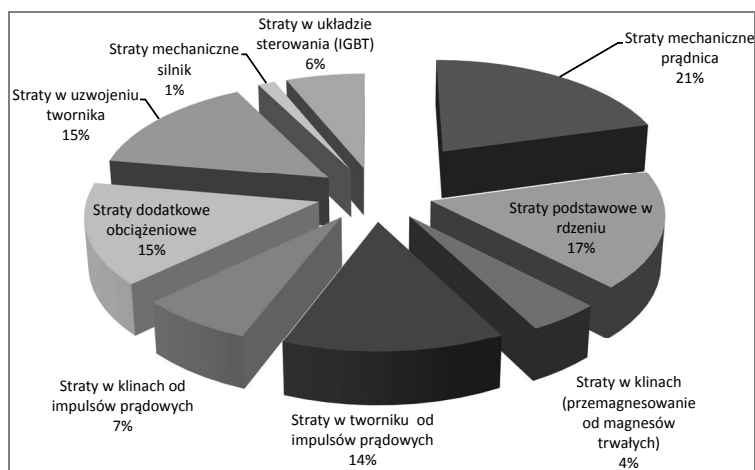 Straty w układzie
sterowania (IGBT)
6%
Straty mechaniczne
prądnica
21%
Straty podstawowe w
rdzeniu
17%
Straty w klinach
(przemagnesowanie
od magnesów
trwałych)
4%
Straty w tworniku od
impulsów prądowych
14%
Straty w klinach od
impulsów prądowych
7%
Straty dodatkowe
obciążeniowe
15%
Straty w uzwojeniu
twornika
15%
Straty mechaniczne
silnik
1%